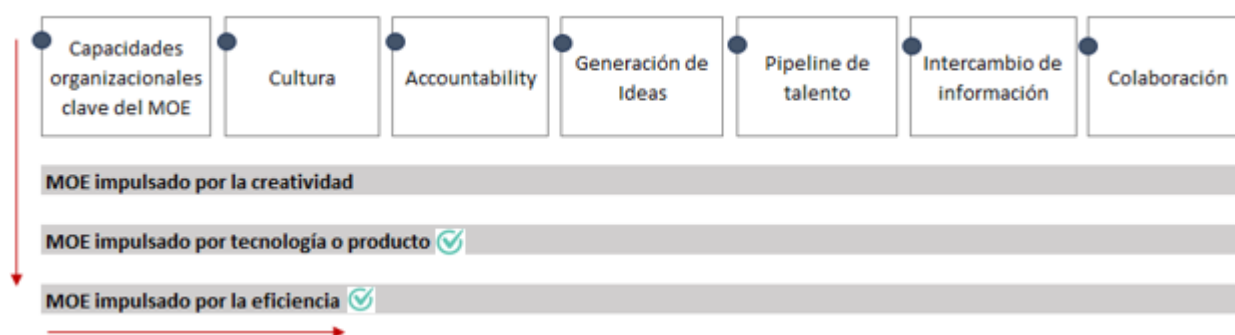 Capacidades
organizacionales
clave del MOE
Cultura
Accountability
Generación de
Ideas
Pipeline de
talento
Intercambio de
información
Colaboración
MOE impulsado por la creatividad
MOE impulsado por tecnología o producto
MOE impulsado por la eficiencia